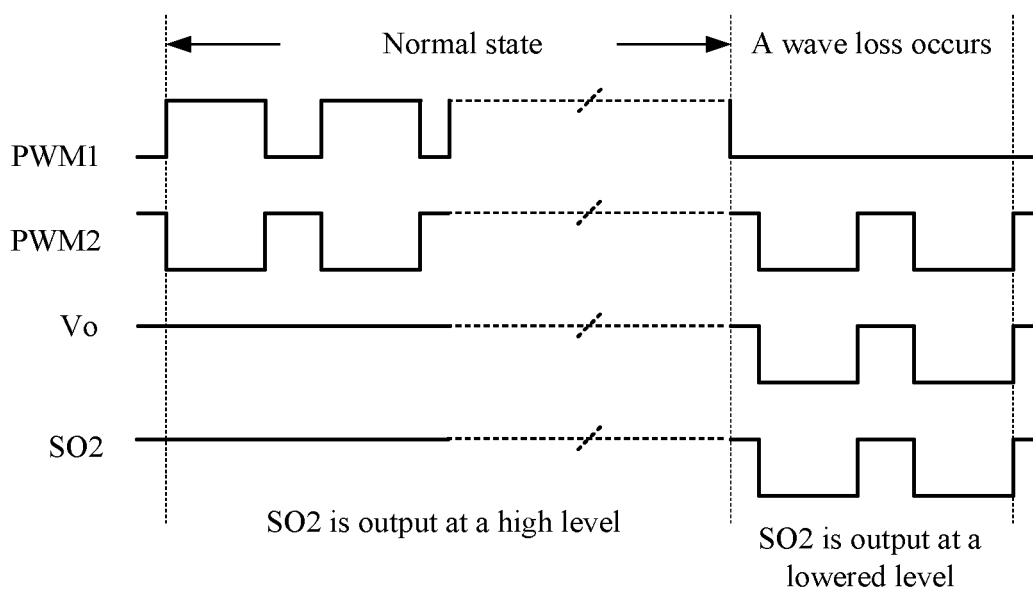 Normal state
A wave loss occurs
PWM1
PWM2
Vo
SO2
SO2 is output at a high level
SO2 is output at a
lowered level